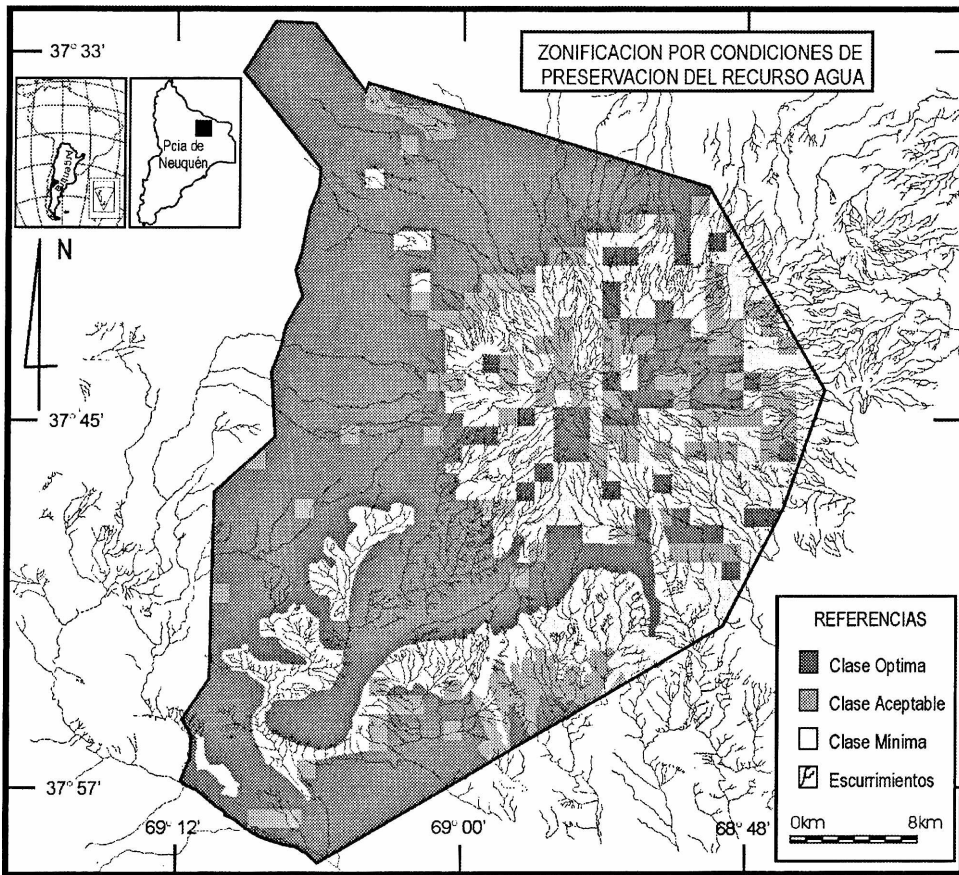 37° 33'
ZONIFICACION POR CONDICIONES DE
PRESERVACION DEL RECURSO AGUA
Argentina
Pcia de
Neuquén
N
37° 45'
37° 57'
69° 12'
69° 00'
68° 48'
REFERENCIAS
Clase Optima
Clase Aceptable
Clase Mínima
Escurrimientos
0km 8km